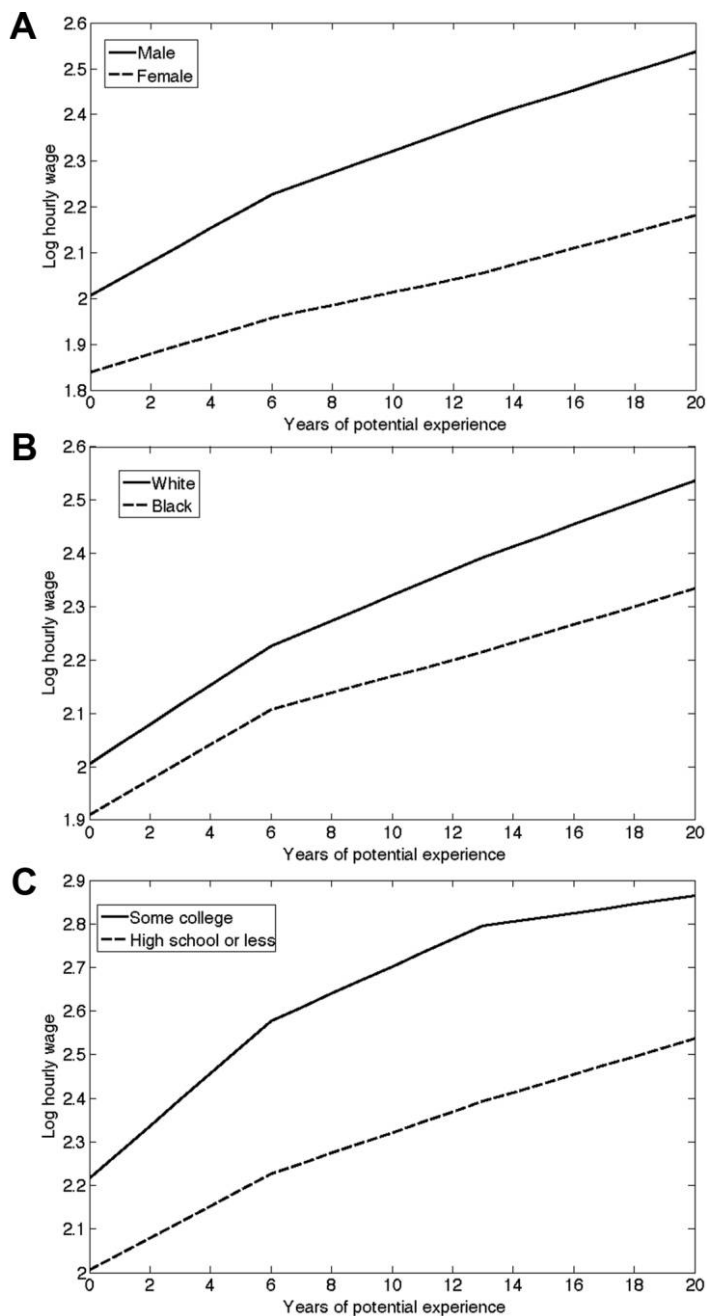 A
2.6
Male
Female
2.5
2.4
2.3
2.2
2.1
2
1.9
1.8
Log hourly wage
0 2 4 6 8 10 12 14 16 18 20
Years of potential experience
B
2.6
White
Black
2.5
2.4
2.3
2.2
2.1
2
1.9
Log hourly wage
0 2 4 6 8 10 12 14 16 18 20
Years of potential experience
C
2.9
Some college
High school or less
2.8
2.7
2.6
2.5
2.4
2.3
2.2
2.1
2
Log hourly wage
0 2 4 6 8 10 12 14 16 18 20
Years of potential experience